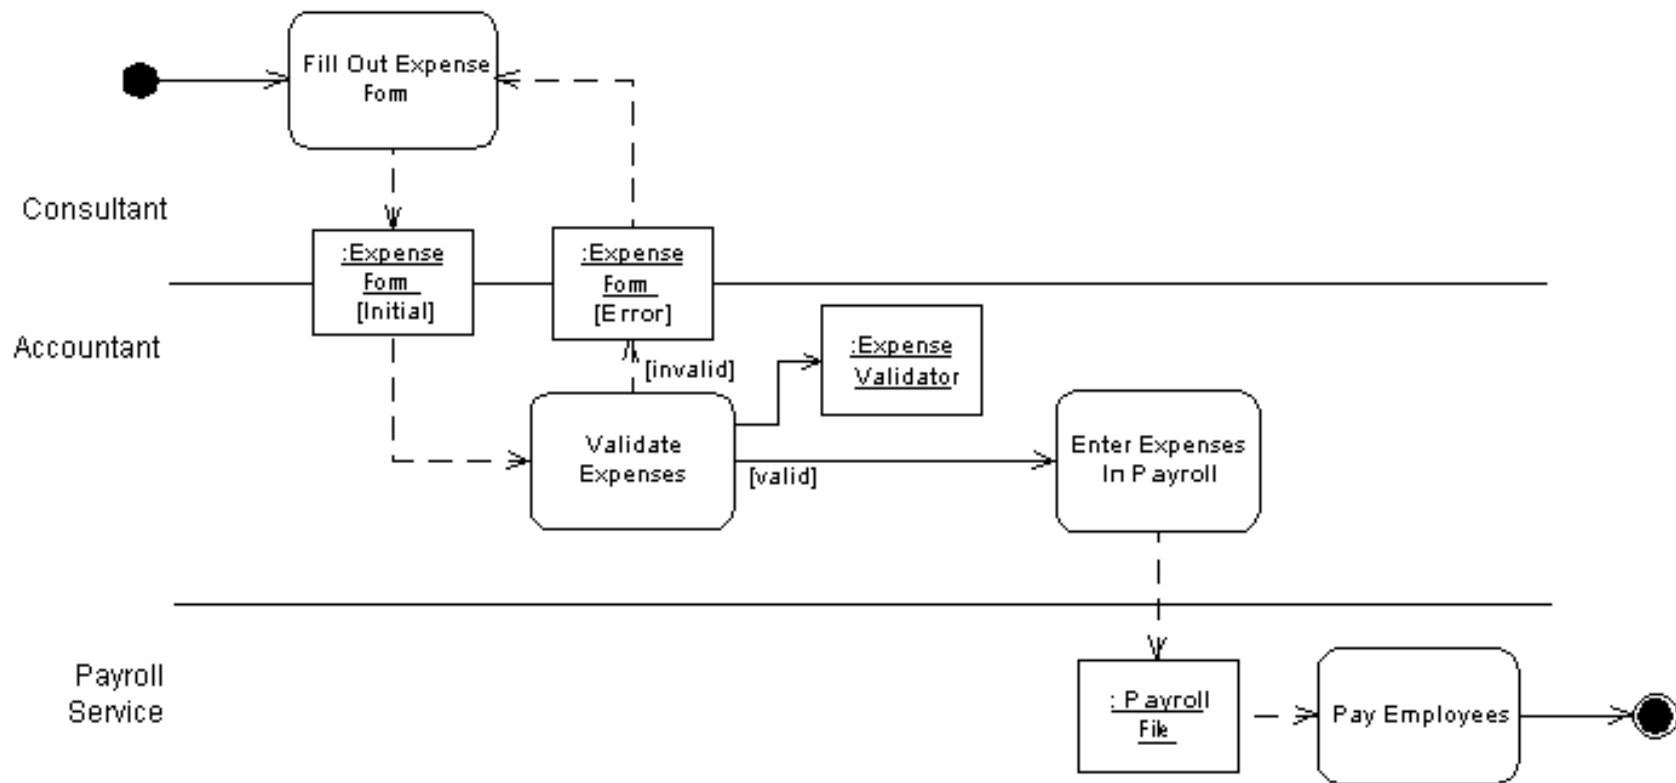 Fill Out Expense
Form
Consultant
:Expense
Form
[Initial]
:Expense
Form
[Error]
Accountant
[invalid]
:Expense
Validator
Validate
Expenses
[valid]
Enter Expenses
In Payroll
Payroll
Service
: Payroll
File
Pay Employees